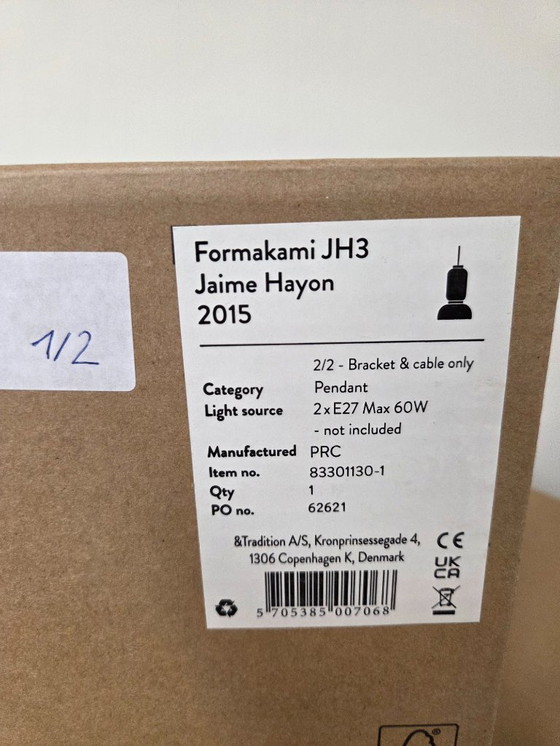 Formakami JH3
Jaime Hayon
2015
1/2
2/2 - Bracket & cable only
Category Pendant
Light source 2xE27 Max 60W
- not included
Manufactured PRC
Item no. 83301130-1
Qty 1
PO no. 62621
&Tradition A/S, Kronprinsessegade 4,
1306 Copenhagen K, Denmark
CE
UK
CA
5 705385 007068